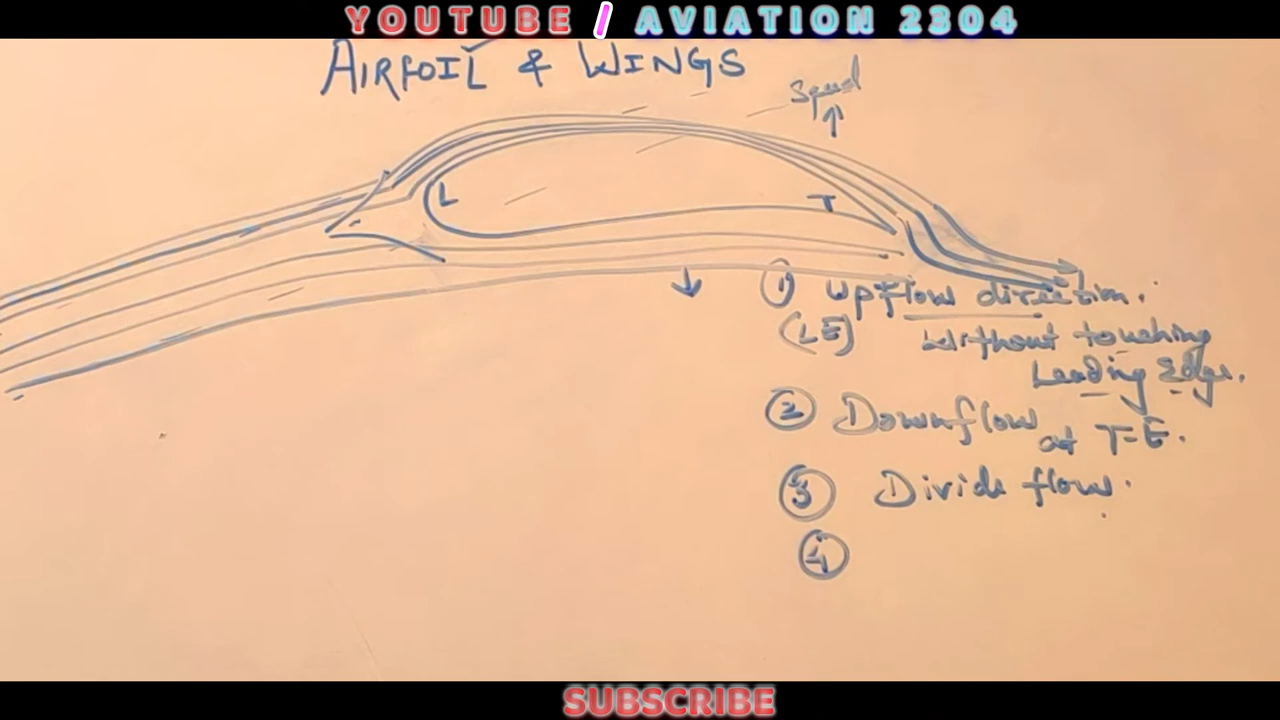 YOUTUBE / AVIATION 2304
AIRFOIL & WINGS
Speed ↑
L
T
↓
① Upflow direction.
(LE) Without touching
Leading Edge.
② Downflow
at T-E.
③ Divide flow.
④
SUBSCRIBE